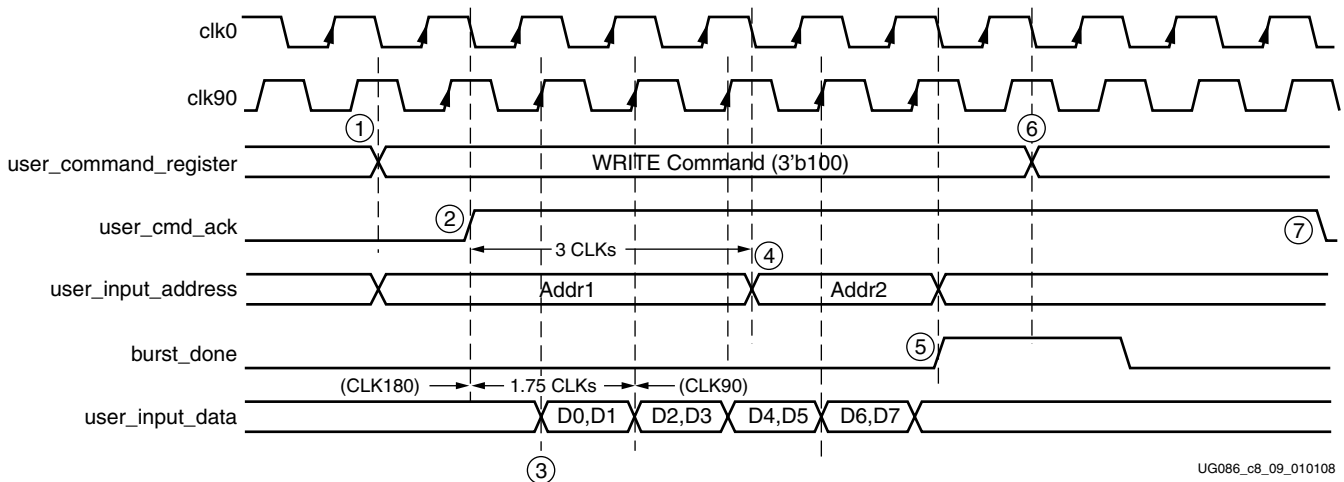 clk0
clk90
1
6
user_command_register
WRITE Command (3'b100)
2
user_cmd_ack
7
3 CLKs
4
user_input_address
Addr1
Addr2
burst_done
5
(CLK180)
1.75 CLKs
(CLK90)
user_input_data
D0,D1
D2,D3
D4,D5
D6,D7
3
UG086_c8_09_010108